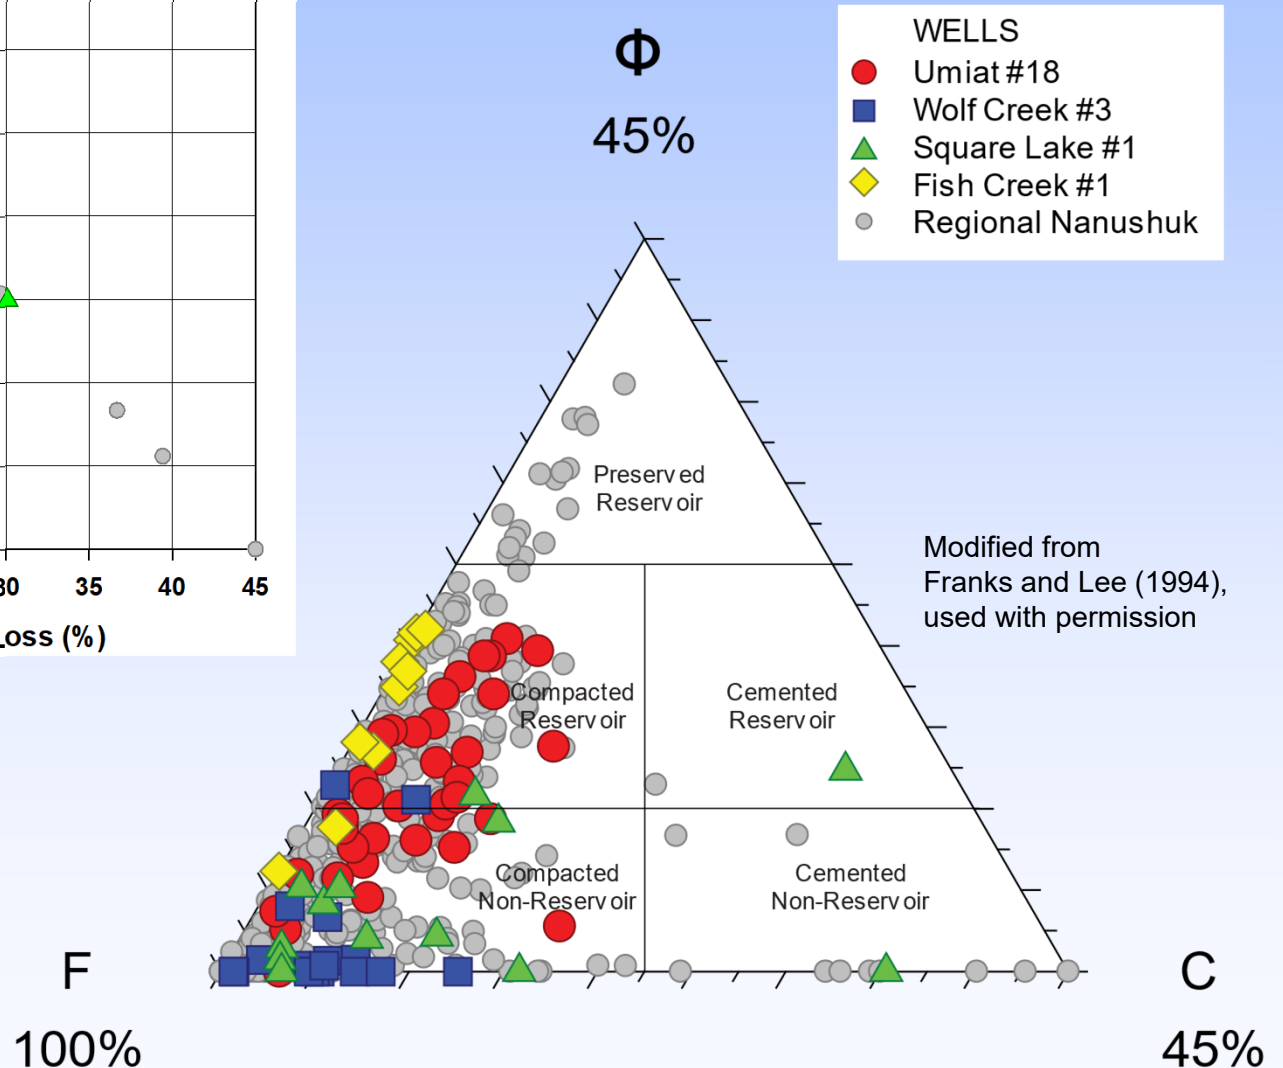 Φ
45%
WELLS
Umiat #18
Wolf Creek #3
Square Lake #1
Fish Creek #1
Regional Nanushuk
Preserved
Reservoir
Modified from
Franks and Lee (1994),
used with permission
30 35 40 45
Loss (%)
Compacted
Reservoir
Cemented
Reservoir
Compacted
Non-Reservoir
Cemented
Non-Reservoir
F
100%
C
45%